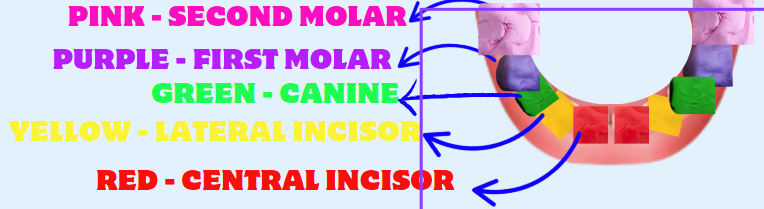 PINK - SECOND MOLAR
PURPLE - FIRST MOLAR
GREEN - CANINE
YELLOW - LATERAL INCISOR
RED - CENTRAL INCISOR